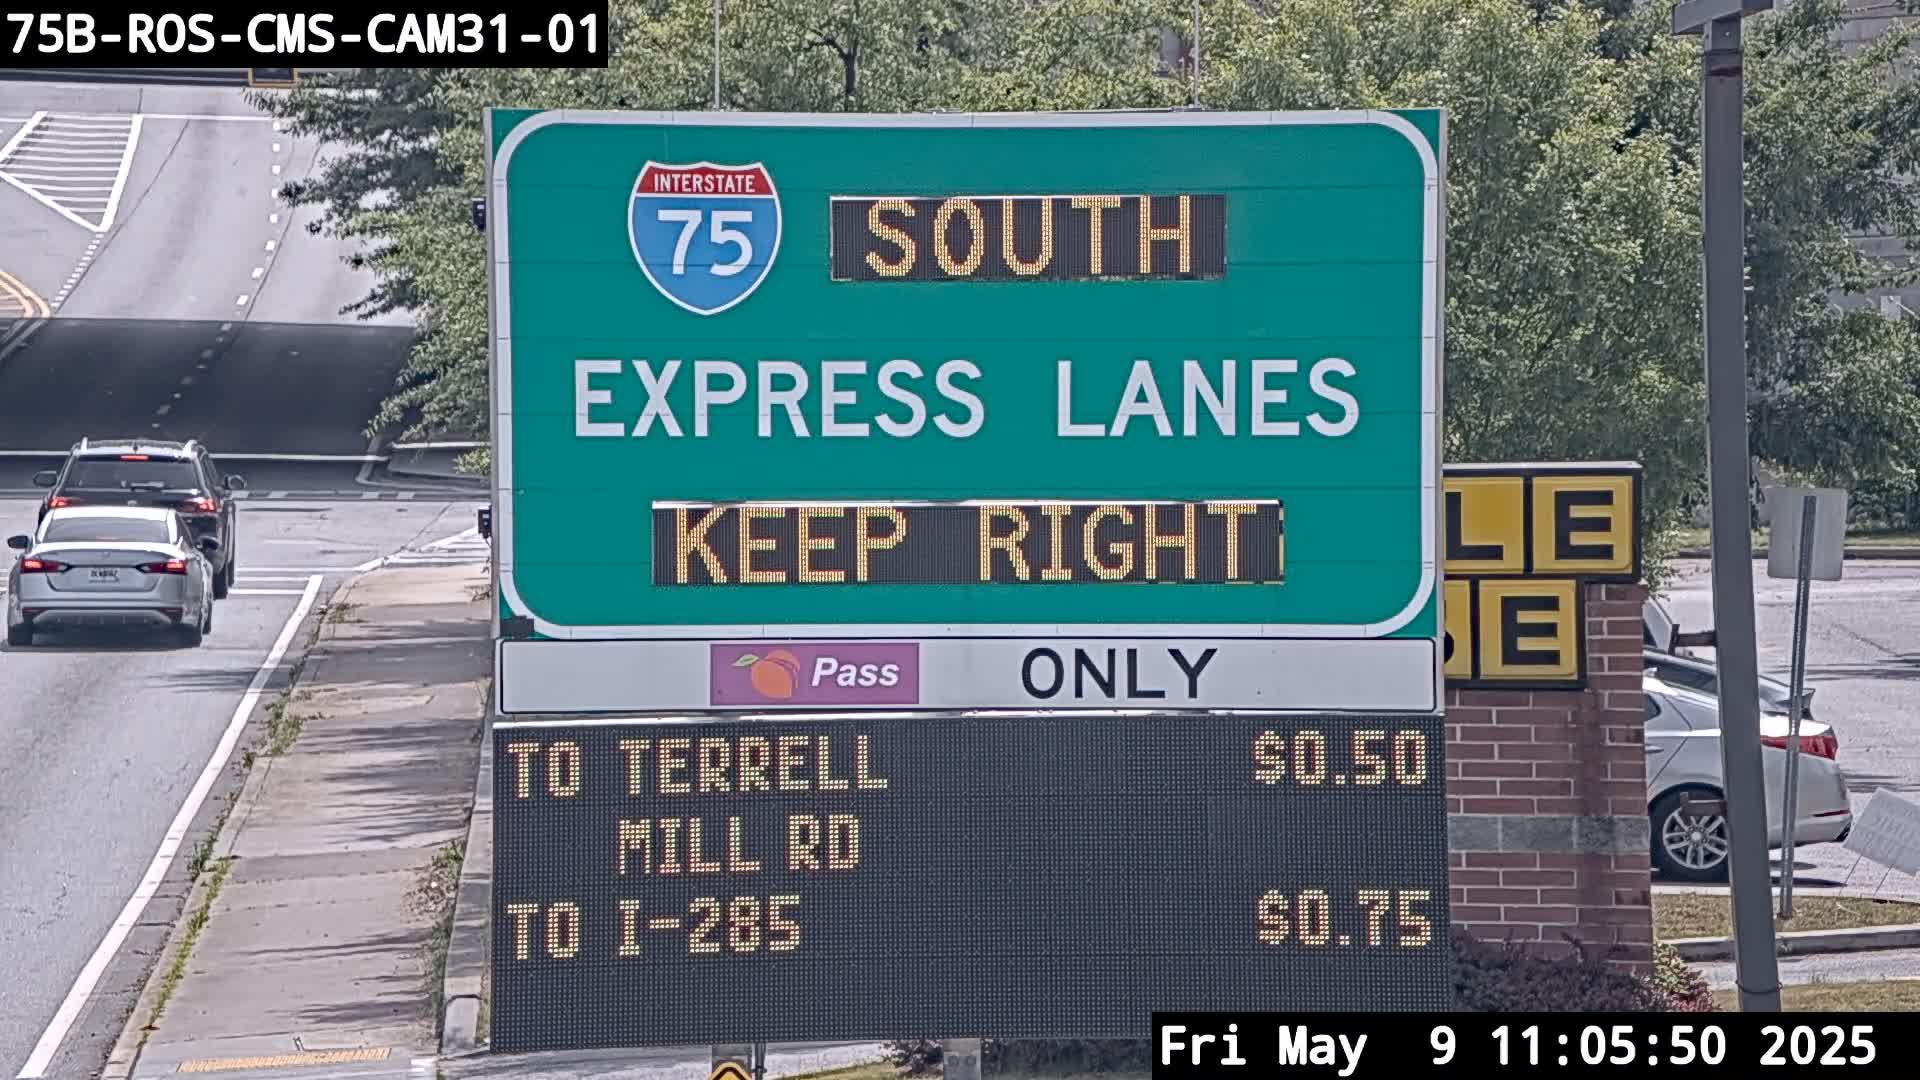 75B-ROS-CMS-CAM31-01
INTERSTATE
75
SOUTH
EXPRESS LANES
KEEP RIGHT
Pass ONLY
TO TERRELL $0.50
MILL RD
TO I-285 $0.75
LE
E
Fri May 9 11:05:50 2025